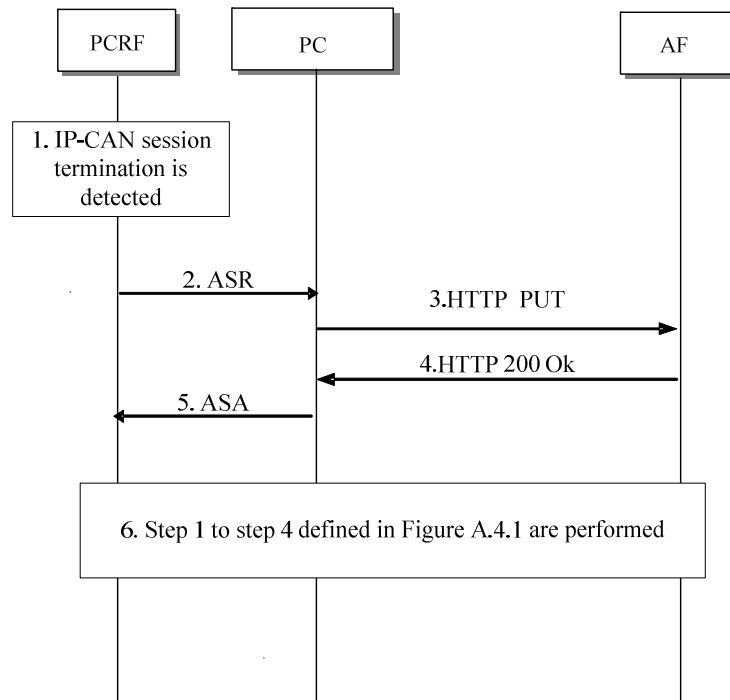 PCRF
PC
AF
1. IP-CAN session
termination is
detected
2. ASR
3.HTTP PUT
4.HTTP 200 Ok
5. ASA
6. Step 1 to step 4 defined in Figure A.4.1 are performed